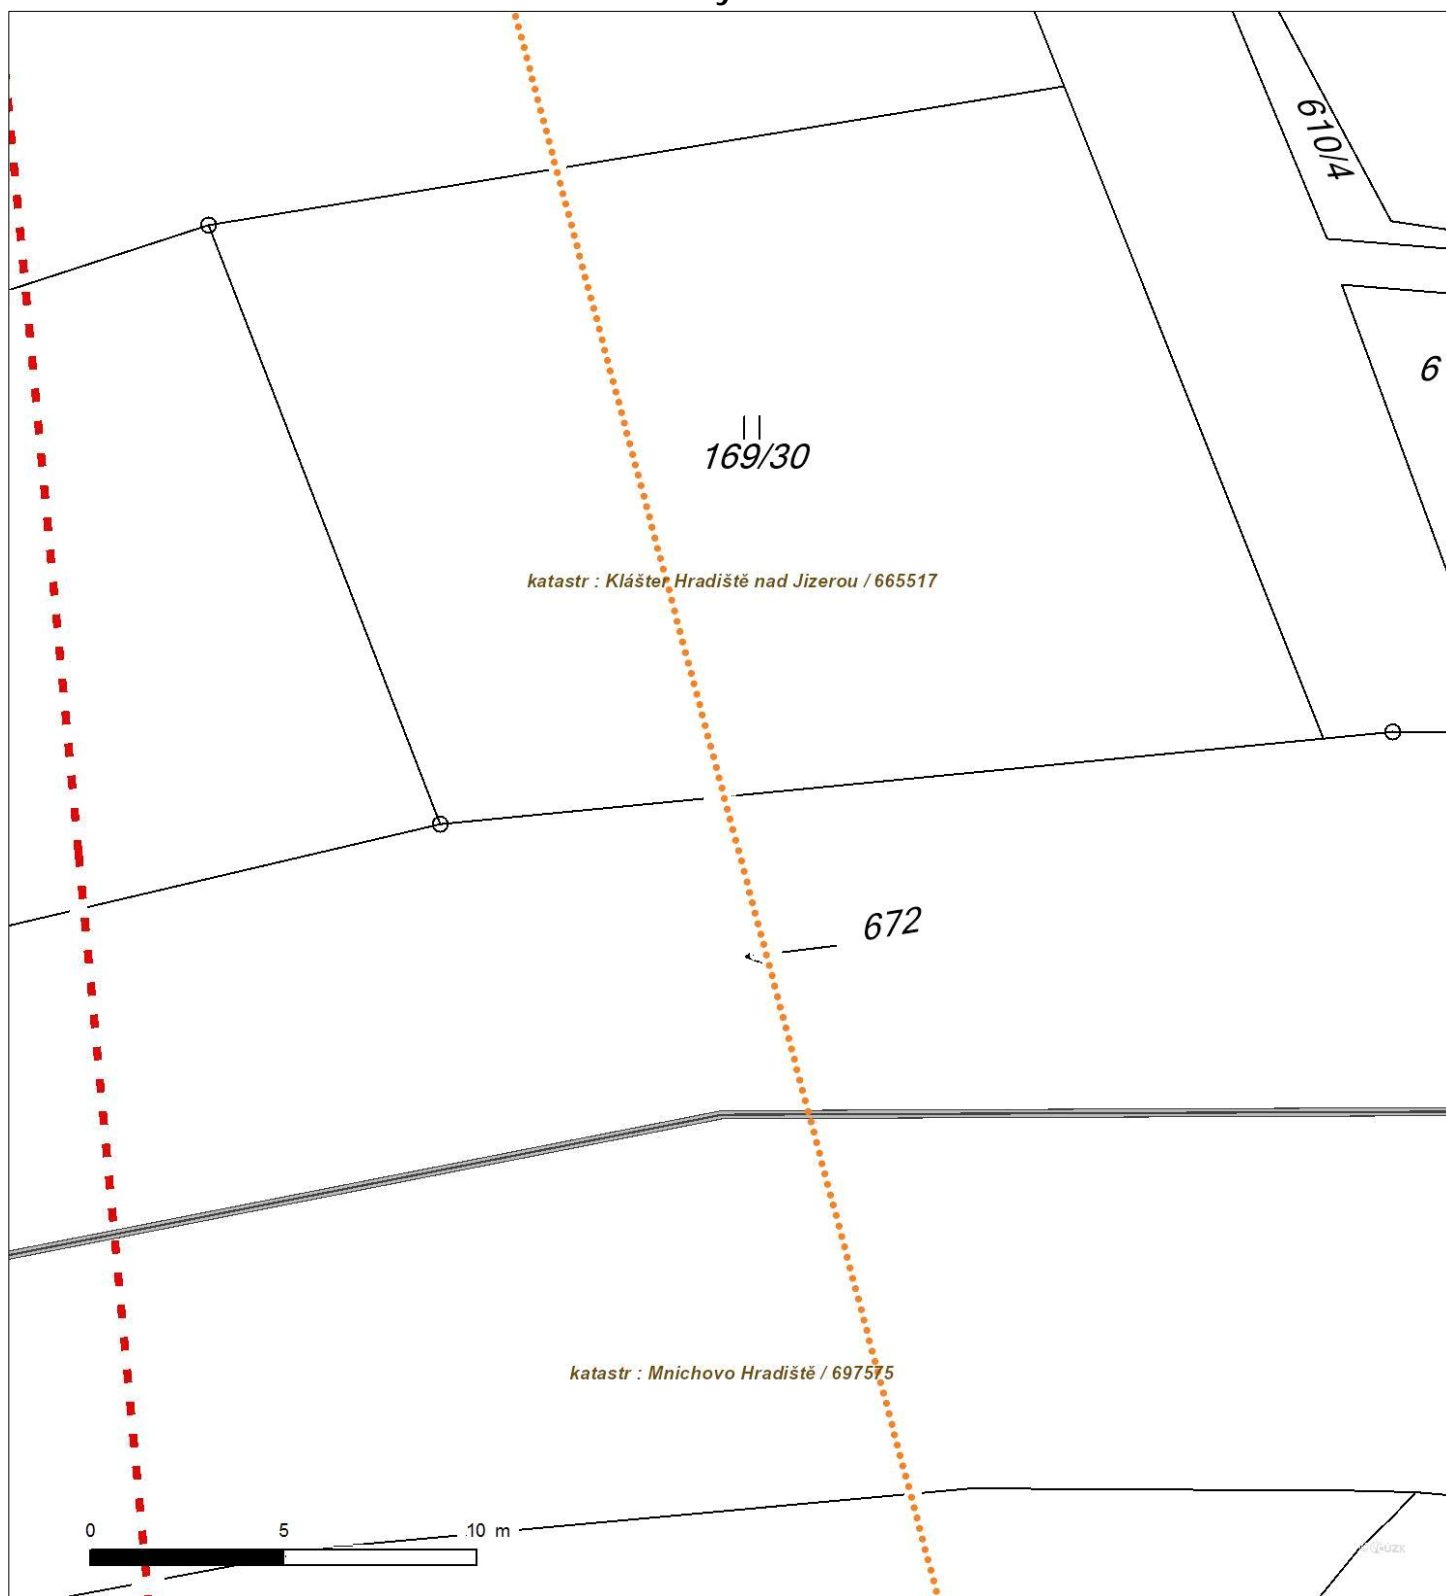 610/4
6
169/30
katastr : Klášter Hradiště nad Jizerou / 665517
672
katastr : Mnichovo Hradiště / 697575
0 5 10 m